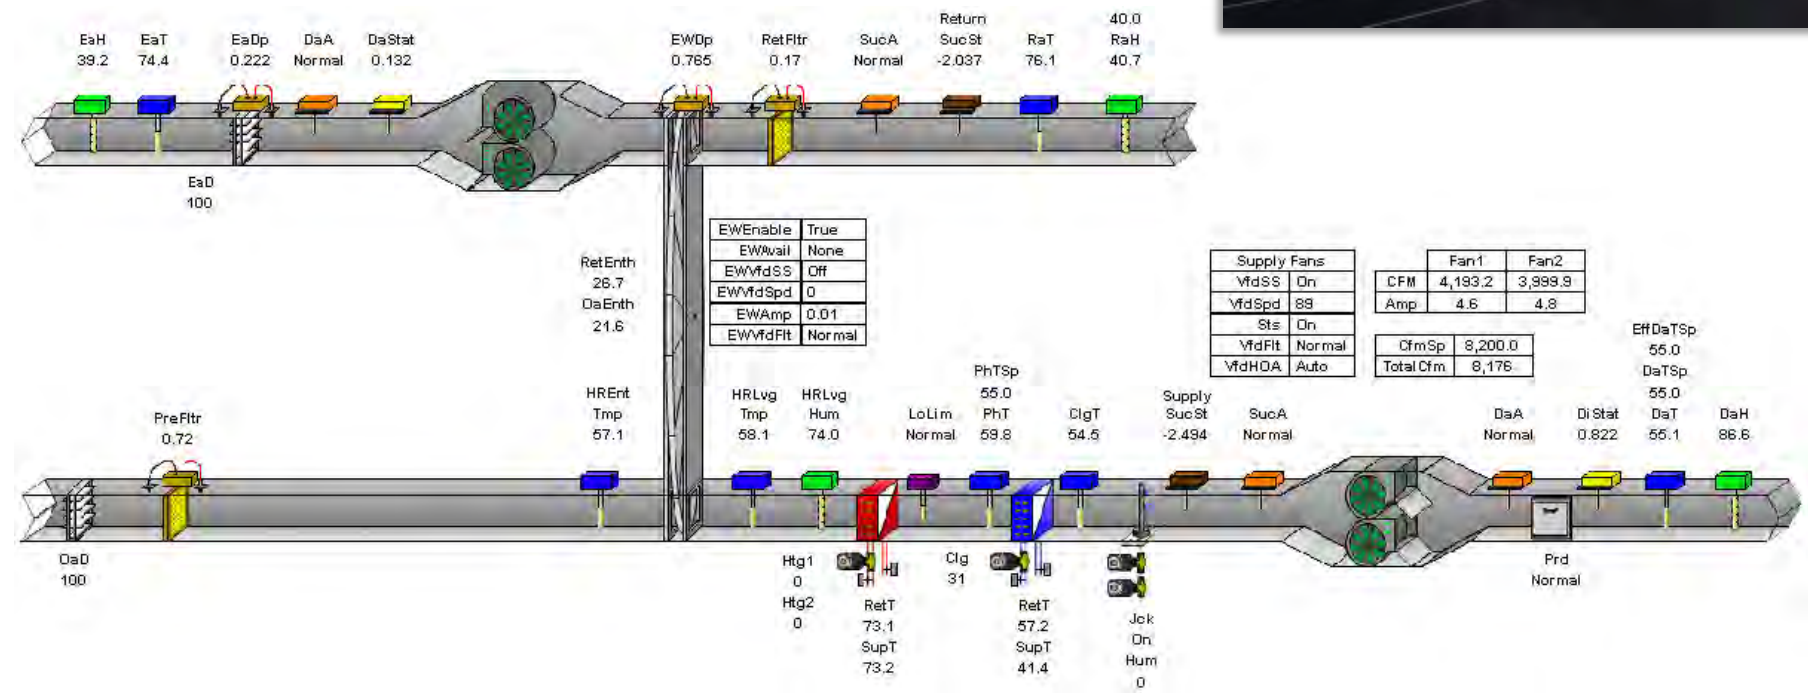 Return 40.0
EaH EaT EaDp DaA DaStat EWDp RetFltr SucA SucSt RaT RaH
39.2 74.4 0.222 Normal 0.132 0.765 0.17 Normal -2.037 76.1 40.7
EaD
100
EWEnable True
EWAvail None
EWVfdSS Off
EWVfdSpd 0
EWAmp 0.01
EWVfdFlt Normal
RetEnth
26.7
OaEnth
21.6
Supply Fans
VfdSS On
VfdSpd 89
Sts On
VfdFlt Normal
VfdHOA Auto
Fan1 Fan2
CFM 4,193.2 3,999.9
Amp 4.6 4.8
CfmSp 8,200.0
TotalCfm 8,176
EffDaTSp
55.0
DaTSp
55.0
PreFltr
0.72
HREnt
Tmp
57.1
HRLvg
Tmp
58.1
HRLvg
Hum
74.0
LoLim
Normal
PhTSp
55.0
PhT
59.8
ClgT
54.5
Supply
SucSt
-2.494
SucA
Normal
DaA
Normal
DiStat
0.822
DaT
55.1
DaH
86.6
OaD
100
Htg1
0
Htg2
0
RetT
73.1
SupT
73.2
Clg
31
RetT
57.2
SupT
41.4
Jck
On
Hum
0
Prd
Normal